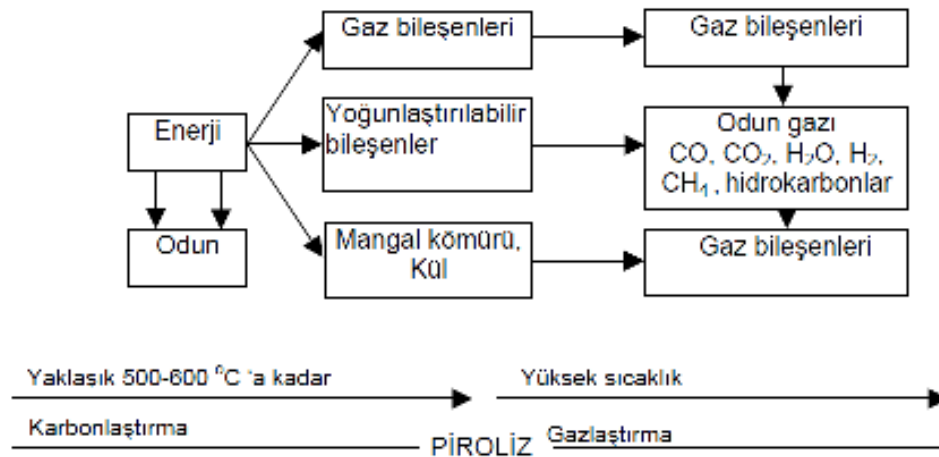 Gaz bileşenleri
Gaz bileşenleri
Enerji
Yoğunlaştırılabilir
bileşenler
Odun gazı
CO, CO₂, H₂O, H₂,
CH₄, hidrokarbonlar
Odun
Mangal kömürü,
Kül
Gaz bileşenleri
Yaklaşık 500-600 °C 'a kadar
Yüksek sıcaklık
Karbonlaştırma
PİROLİZ
Gazlaştırma